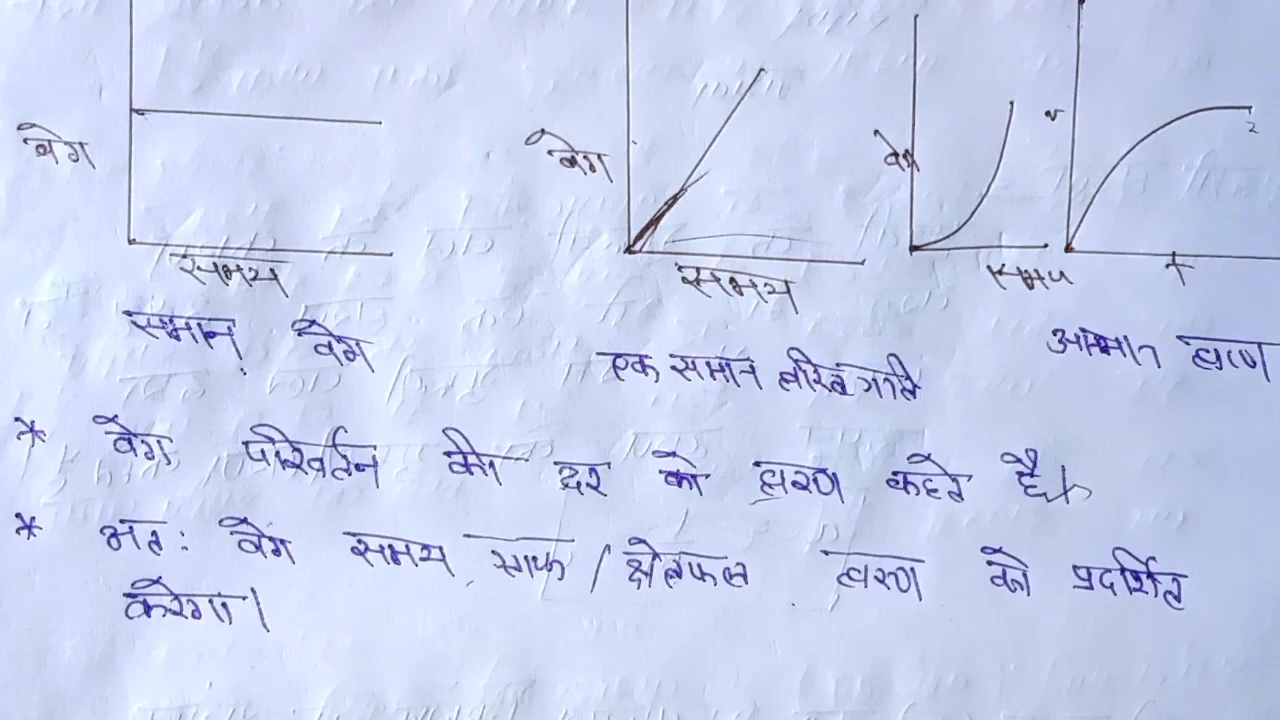 वेग
वेग
वेग
v
2
समय
समय
समय
t
समान वेग
एक समान त्वरित गति
असमान त्वरण
* वेग परिवर्तन की दर को त्वरण कहते है।
* अतः वेग समय ग्राफ / क्षेत्रफल त्वरण को प्रदर्शित
करेगा।